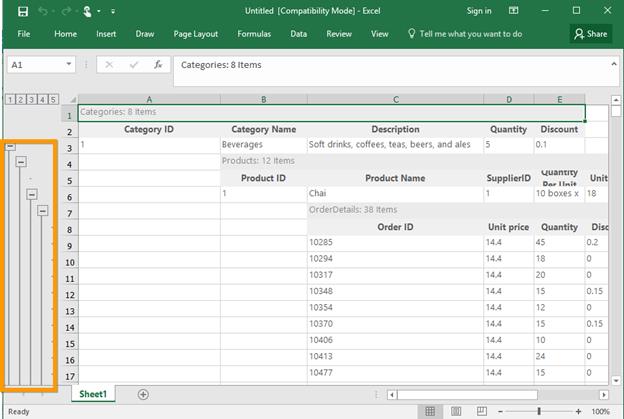 Untitled [Compatibility Mode] - Excel Sign in
File Home Insert Draw Page Layout Formulas Data Review View Tell me what you want to do Share
A1 fx Categories: 8 Items
1 2 3 4 5 A B C D E
1 Categories: 8 Items
2 Category ID Category Name Description Quantity Discount
3 1 Beverages Soft drinks, coffees, teas, beers, and ales 5 0.1
4 Products: 12 Items
5 Product ID Product Name SupplierID Quantity Per Unit Unit
6 1 Chai 1 10 boxes x 18
7 OrderDetails: 38 Items
8 Order ID Unit price Quantity Disc
9 10285 14.4 45 0.2
10 10294 14.4 18 0
11 10317 14.4 20 0
12 10348 14.4 15 0.15
13 10354 14.4 12 0
14 10370 14.4 15 0.15
15 10406 14.4 10 0
16 10413 14.4 24 0
17 10477 14.4 15 0
Sheet1
Ready 100%